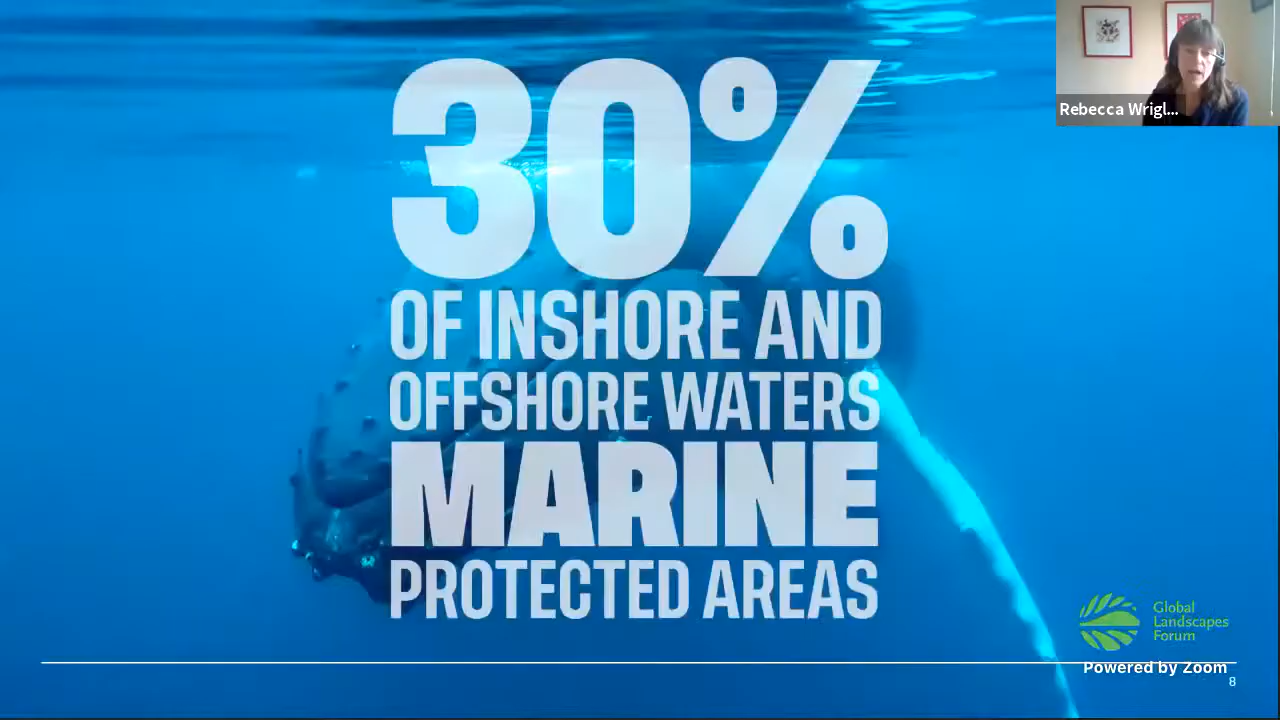 30%
OF INSHORE AND
OFFSHORE WATERS
MARINE
PROTECTED AREAS
Rebecca Wrigl...
Global
Landscapes
Forum
Powered by Zoom
8